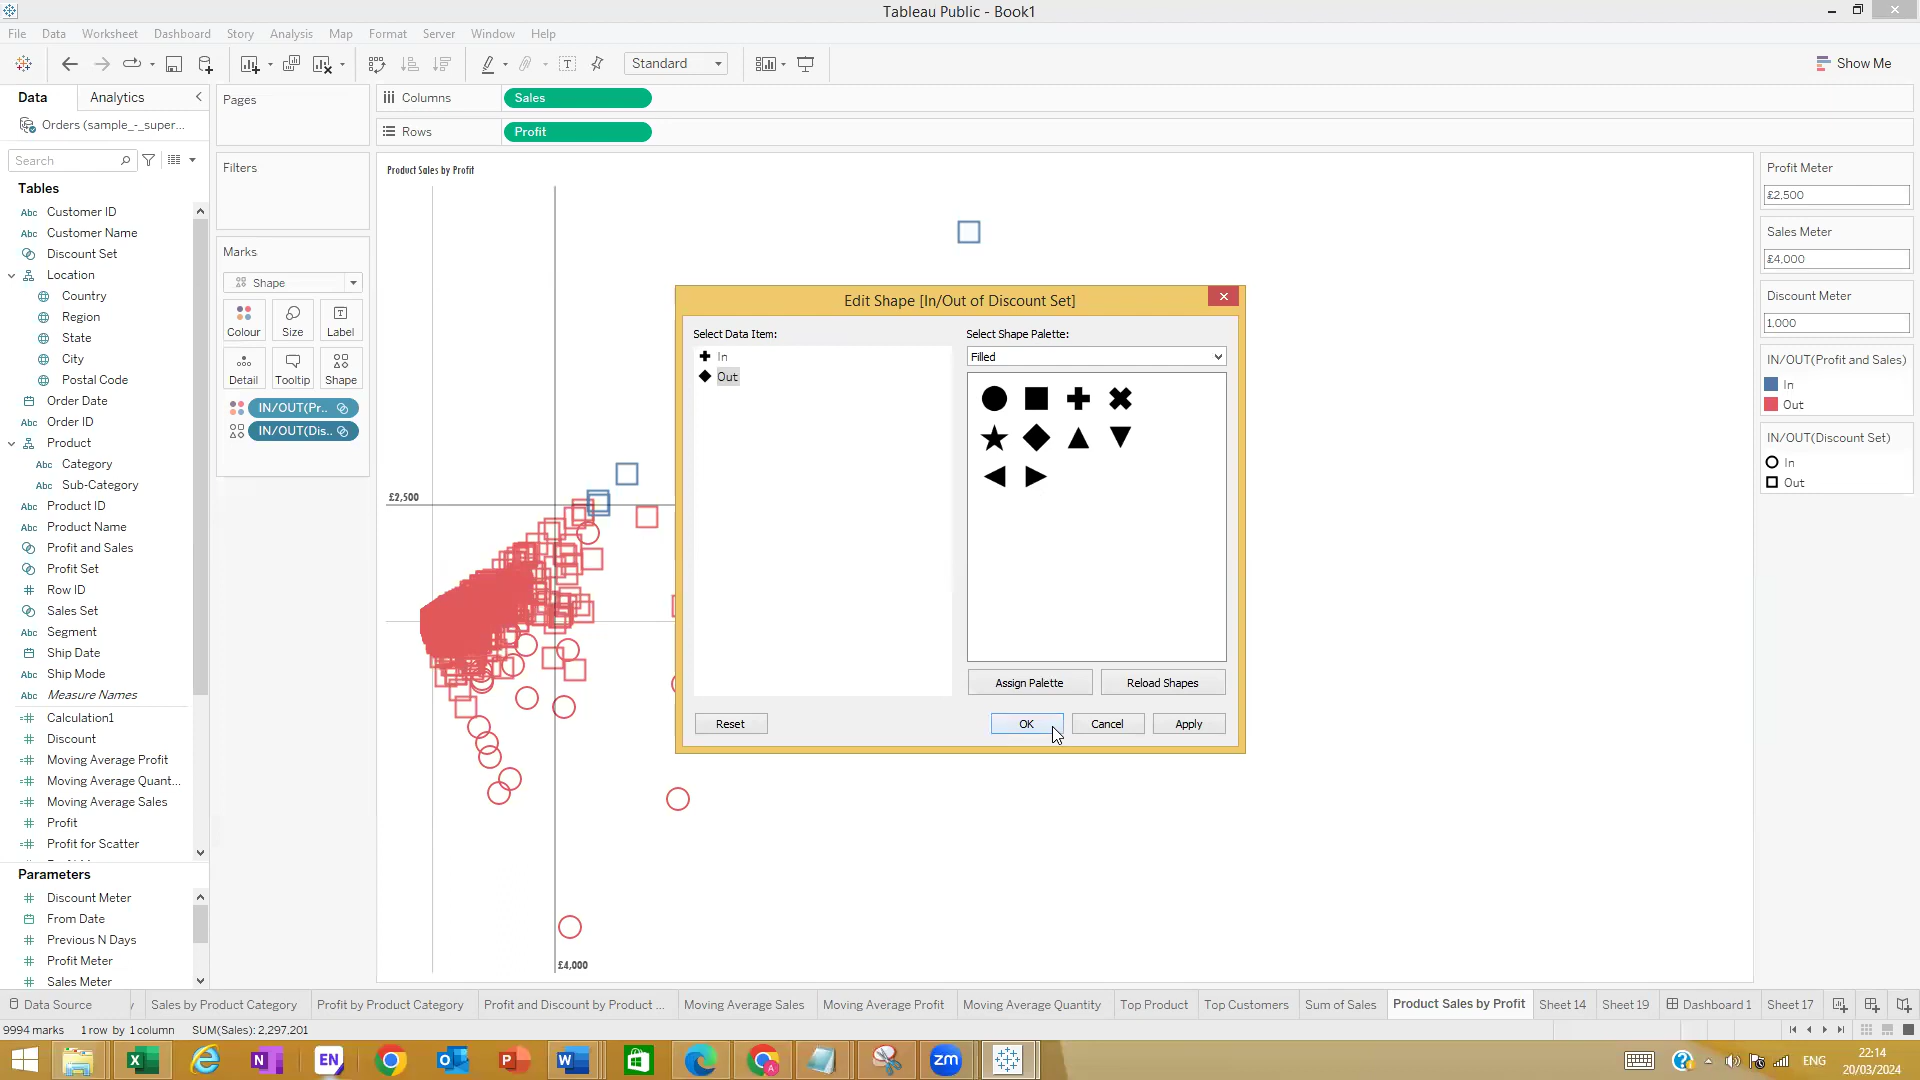 Tableau Public - Book1
File Data Worksheet Dashboard Story Analysis Map Format Server Window Help
Standard
Show Me
Data
Analytics
Orders (sample_-_super...
Search
Tables
Abc Customer ID
Abc Customer Name
Discount Set
Location
Country
Region
State
City
Postal Code
Order Date
Abc Order ID
Product
Abc Category
Abc Sub-Category
Abc Product ID
Abc Product Name
Profit and Sales
Profit Set
# Row ID
Sales Set
Abc Segment
Ship Date
Abc Ship Mode
Abc Measure Names
=# Calculation1
# Discount
=# Moving Average Profit
=# Moving Average Quant...
=# Moving Average Sales
# Profit
=# Profit for Scatter
Parameters
# Discount Meter
From Date
# Previous N Days
# Profit Meter
# Sales Meter
Pages
Filters
Marks
Shape
Colour
Size
Label
Detail
Tooltip
Shape
IN/OUT(Pr..
IN/OUT(Dis..
Columns
Sales
Rows
Profit
Product Sales by Profit
£2,500
£4,000
Edit Shape [In/Out of Discount Set]
Select Data Item:
In
Out
Select Shape Palette:
Filled
Assign Palette
Reload Shapes
Reset
OK
Cancel
Apply
Profit Meter
£2,500
Sales Meter
£4,000
Discount Meter
1,000
IN/OUT(Profit and Sales)
In
Out
IN/OUT(Discount Set)
In
Out
Data Source
Sales by Product Category
Profit by Product Category
Profit and Discount by Product ...
Moving Average Sales
Moving Average Profit
Moving Average Quantity
Top Product
Top Customers
Sum of Sales
Product Sales by Profit
Sheet 14
Sheet 19
Dashboard 1
Sheet 17
9994 marks
1 row by 1 column
SUM(Sales): 2,297,201
EN
zm
ENG
22:14
20/03/2024